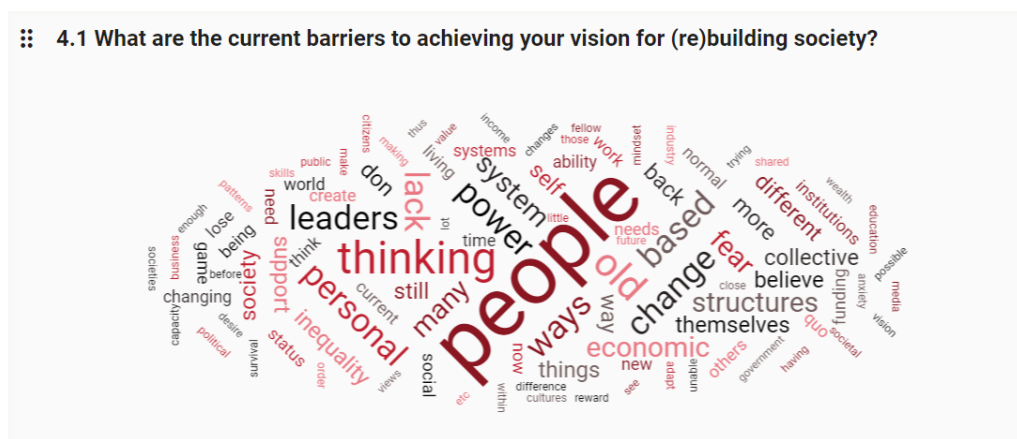 4.1 What are the current barriers to achieving your vision for (re)building society?
citizens
thus
value
income
changes
fellow
those
work
mindset
industry
normal
trying
shared
wealth
making
living
systems
system
ability
self
back
public
make
don
skills
world
create
lack
power
people
little
needs
future
based
more
different
institutions
education
patterns
need
leaders
lot
time
old
fear
collective
possible
enough
lose
being
think
thinking
change
close
believe
societies
business
game
before
society
support
personal
current
still
many
ways
way
structures
funding
anxiety
media
changing
themselves
quo
societal
vision
capacity
desire
political
survival
status
inequality
order
views
social
etc
now
things
economic
new
others
government
having
within
difference
cultures
reward
see
adapt
unable